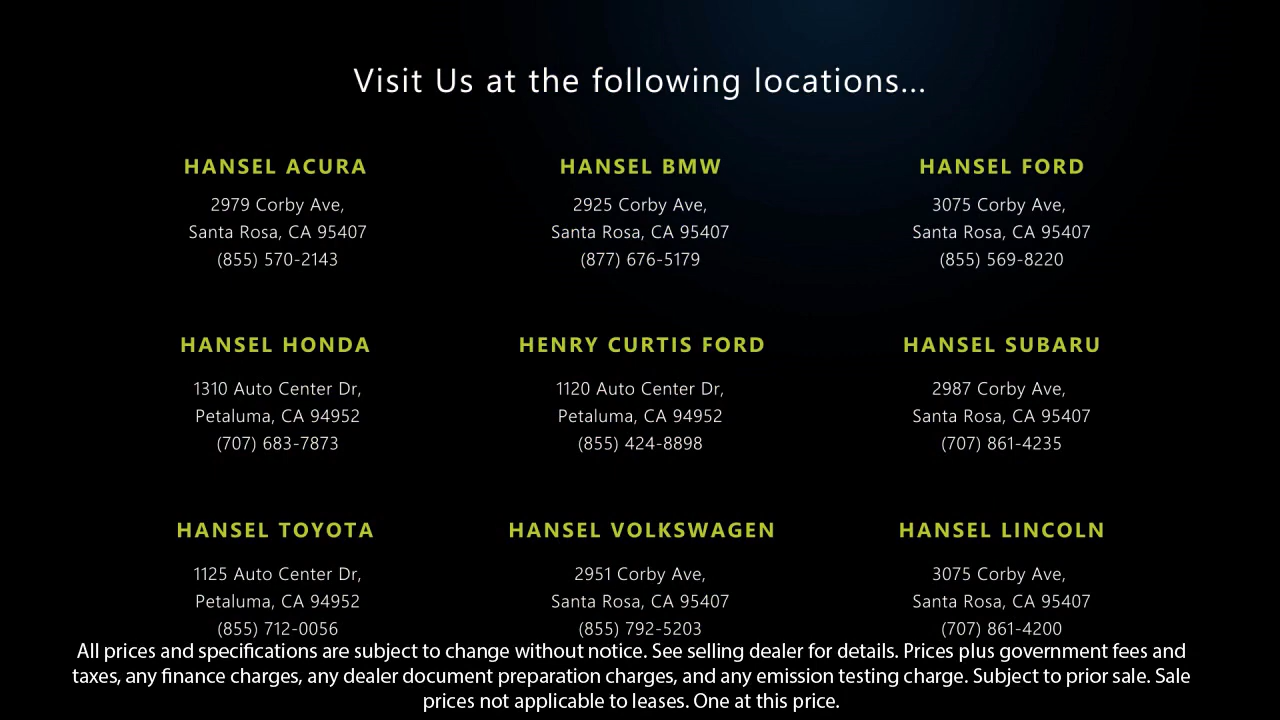 Visit Us at the following locations...
HANSEL ACURA
2979 Corby Ave,
Santa Rosa, CA 95407
(855) 570-2143
HANSEL BMW
2925 Corby Ave,
Santa Rosa, CA 95407
(877) 676-5179
HANSEL FORD
3075 Corby Ave,
Santa Rosa, CA 95407
(855) 569-8220
HANSEL HONDA
1310 Auto Center Dr,
Petaluma, CA 94952
(707) 683-7873
HENRY CURTIS FORD
1120 Auto Center Dr,
Petaluma, CA 94952
(855) 424-8898
HANSEL SUBARU
2987 Corby Ave,
Santa Rosa, CA 95407
(707) 861-4235
HANSEL TOYOTA
1125 Auto Center Dr,
Petaluma, CA 94952
(855) 712-0056
HANSEL VOLKSWAGEN
2951 Corby Ave,
Santa Rosa, CA 95407
(855) 792-5203
HANSEL LINCOLN
3075 Corby Ave,
Santa Rosa, CA 95407
(707) 861-4200
All prices and specifications are subject to change without notice. See selling dealer for details. Prices plus government fees and
taxes, any finance charges, any dealer document preparation charges, and any emission testing charge. Subject to prior sale. Sale
prices not applicable to leases. One at this price.